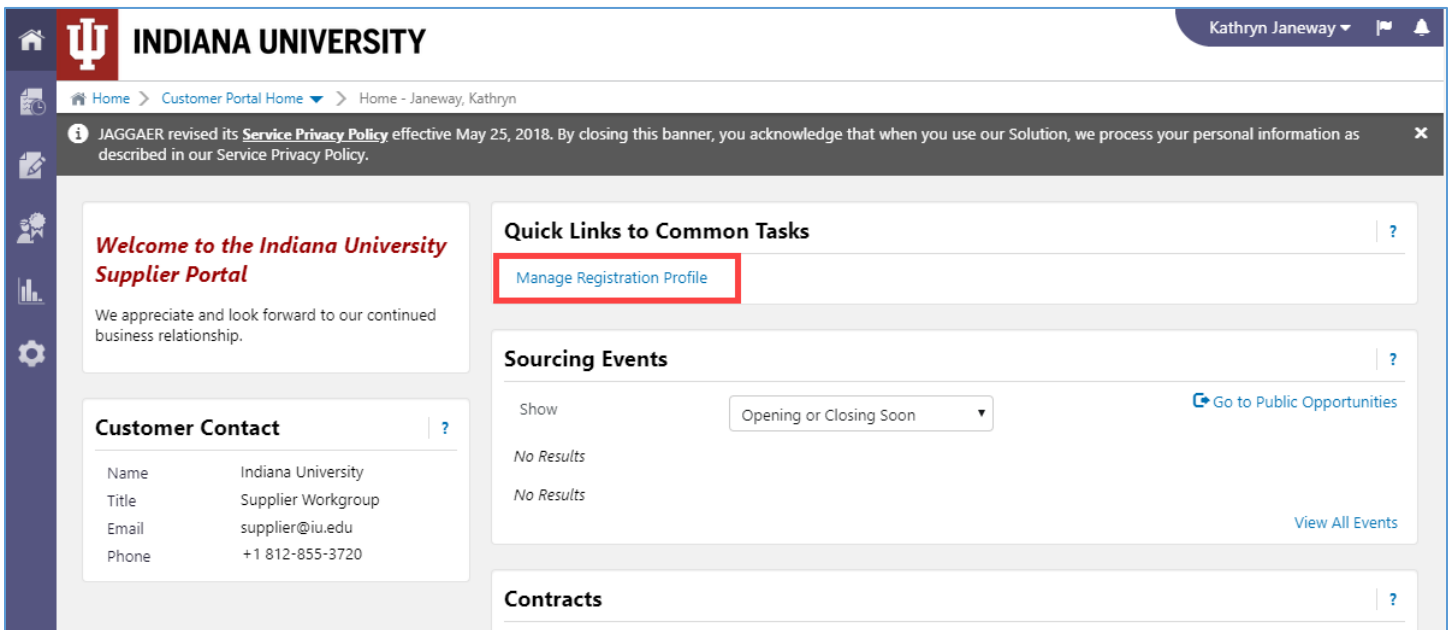 INDIANA UNIVERSITY
Kathryn Janeway
Home > Customer Portal Home > Home - Janeway, Kathryn
JAGGAER revised its Service Privacy Policy effective May 25, 2018. By closing this banner, you acknowledge that when you use our Solution, we process your personal information as
described in our Service Privacy Policy.
Welcome to the Indiana University
Supplier Portal
We appreciate and look forward to our continued
business relationship.
Customer Contact ?
Name Indiana University
Title Supplier Workgroup
Email supplier@iu.edu
Phone +1 812-855-3720
Quick Links to Common Tasks ?
Manage Registration Profile
Sourcing Events ?
Show Opening or Closing Soon Go to Public Opportunities
No Results
No Results
View All Events
Contracts ?